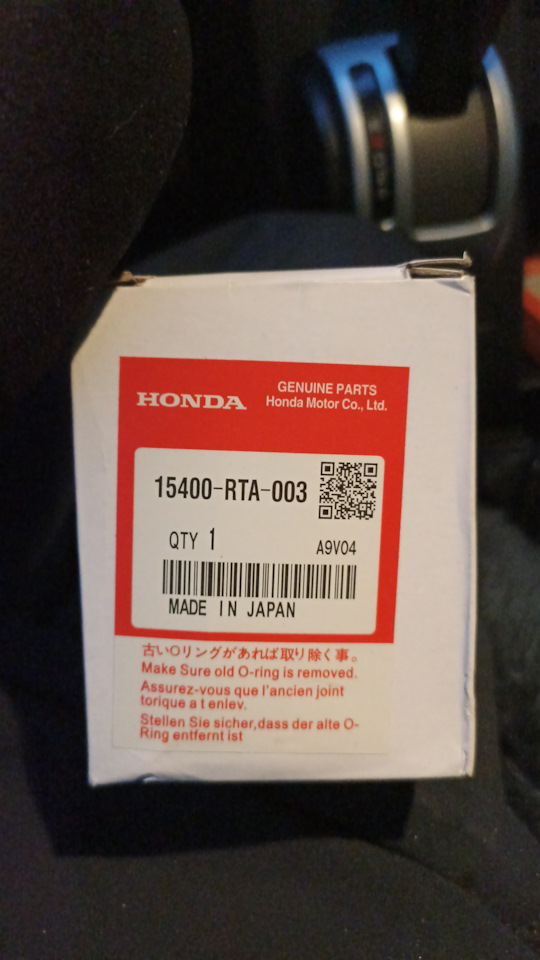 HONDA
GENUINE PARTS
Honda Motor Co., Ltd.
15400-RTA-003
QTY 1
A9V04
MADE IN JAPAN
古いOリングがあれば取り除く事。
Make Sure old O-ring is removed.
Assurez-vous que l'ancien joint
torique a t enlev.
Stellen Sie sicher,dass der alte O-
Ring entfernt ist